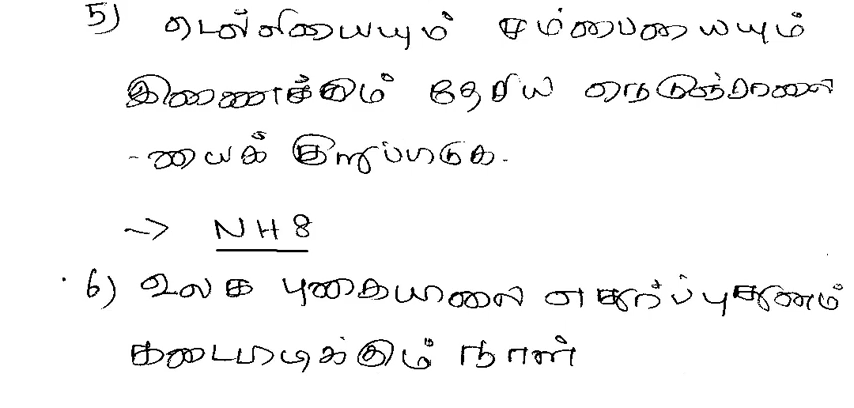 5) டெல்லியையும் மும்பையையும்
இணைக்கும் தேசிய நெடுஞ்சாலை
-யைக் குறிப்பிடுக.
-> NH8
6) உலக புகையிலை எதிர்ப்புதினம்
கடைபிடிக்கும் நாள்